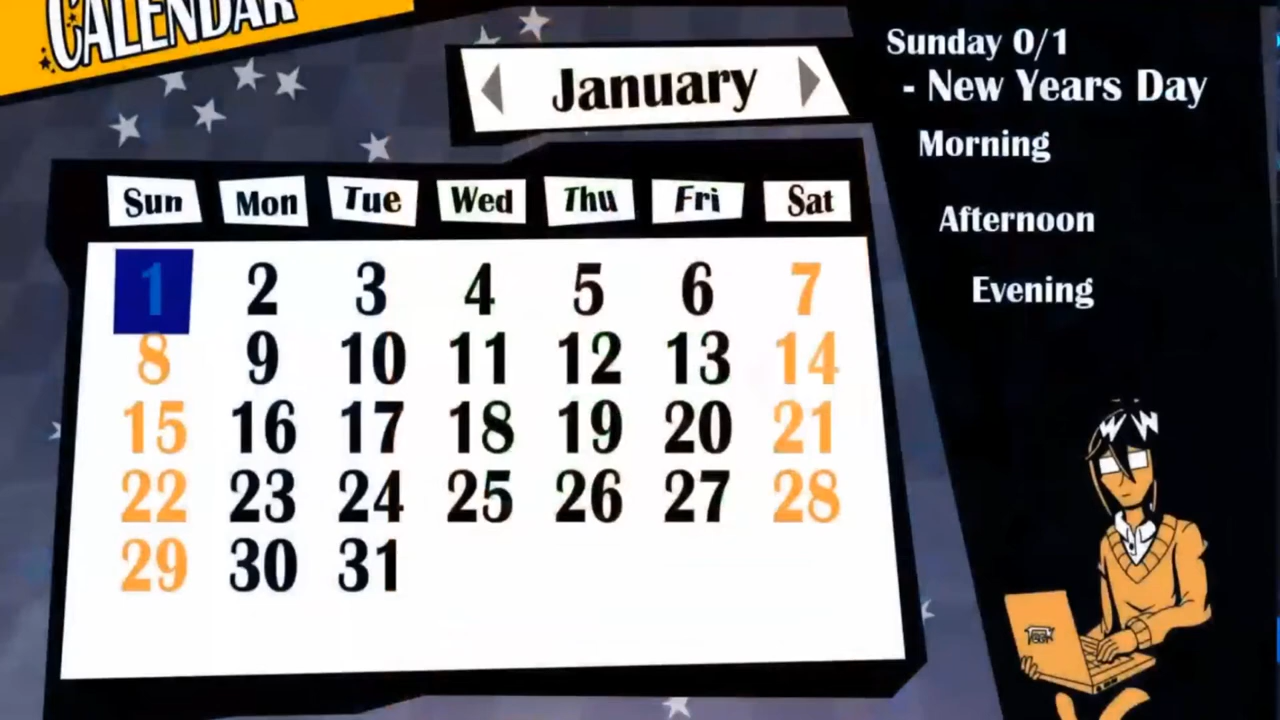 CALENDAR
January
Sun Mon Tue Wed Thu Fri Sat
1 2 3 4 5 6 7
8 9 10 11 12 13 14
15 16 17 18 19 20 21
22 23 24 25 26 27 28
29 30 31
Sunday 0/1
- New Years Day
Morning
Afternoon
Evening